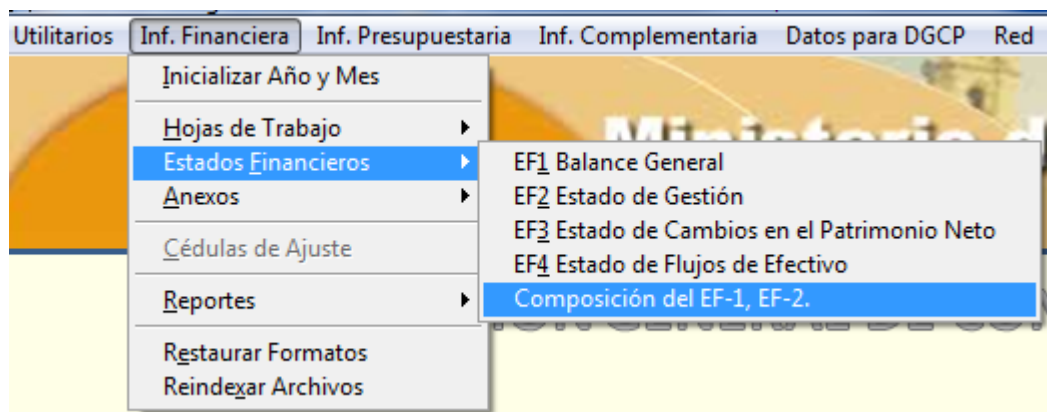 Utilitarios Inf. Financiera Inf. Presupuestaria Inf. Complementaria Datos para DGCP Red
Inicializar Año y Mes
Hojas de Trabajo
Estados Financieros
Anexos
Cédulas de Ajuste
Reportes
Restaurar Formatos
Reindexar Archivos
EF1 Balance General
EF2 Estado de Gestión
EF3 Estado de Cambios en el Patrimonio Neto
EF4 Estado de Flujos de Efectivo
Composición del EF-1, EF-2.
Ministerio d